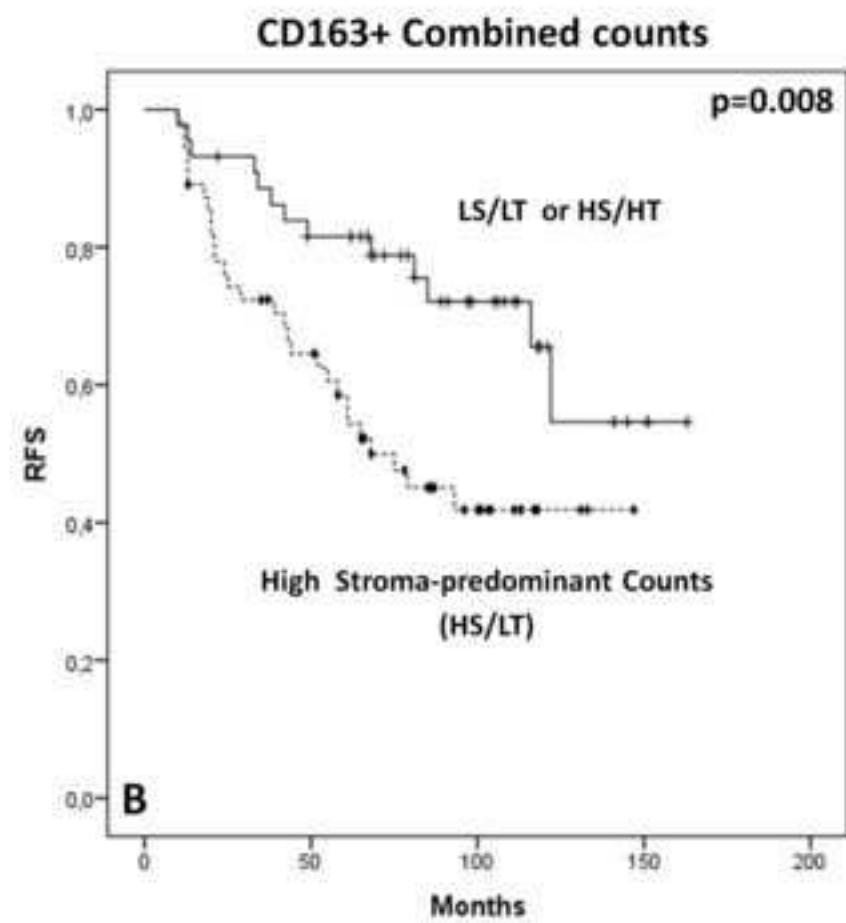 CD163+ Combined counts
p=0.008
1,0
LS/LT or HS/HT
0,8
0,6
RFS
0,4
High Stroma-predominant Counts
(HS/LT)
0,2
0,0
B
0
50
100
150
200
Months